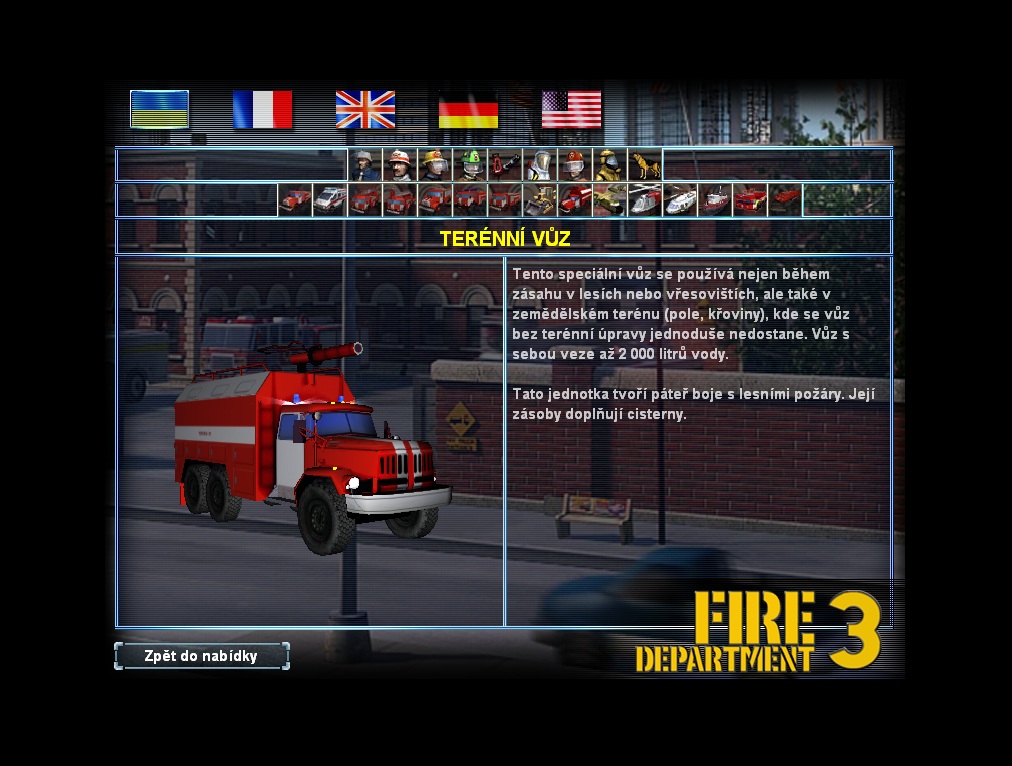 TERÉNNÍ VŮZ
Tento speciální vůz se používá nejen během
zásahu v lesích nebo vřesovištích, ale také v
zemědělském terénu (pole, křoviny), kde se vůz
bez terénní úpravy jednoduše nedostane. Vůz s
sebou veze až 2 000 litrů vody.
Tato jednotka tvoří páteř boje s lesními požáry. Její
zásoby doplňují cisterny.
Zpět do nabídky
FIRE
DEPARTMENT 3